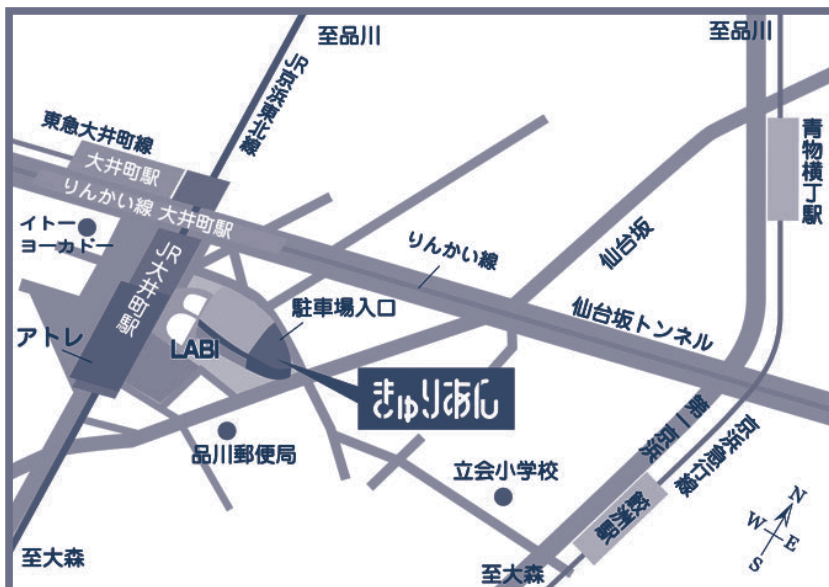 至品川
至品川
JR京浜東北線
東急大井町線
大井町駅
りんかい線 大井町駅
青物横丁駅
イトー
ヨーカドー
JR大井町駅
りんかい線
仙台坂
駐車場入口
仙台坂トンネル
アトレ
LABI
きゅりあん
第一京浜
京浜急行線
品川郵便局
立会小学校
鮫洲駅
N
W
E
S
至大森
至大森